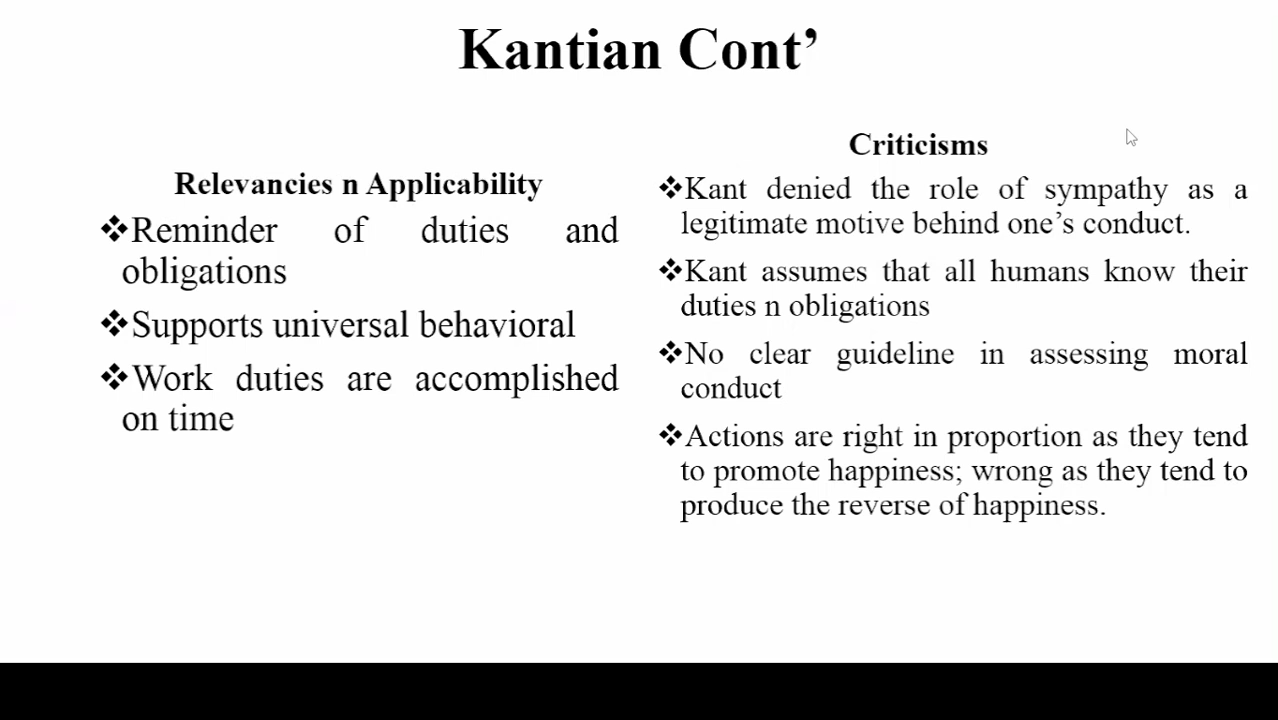 Kantian Cont’
Relevancies n Applicability
❖Reminder of duties and
obligations
❖Supports universal behavioral
❖Work duties are accomplished
on time
Criticisms
❖Kant denied the role of sympathy as a
legitimate motive behind one’s conduct.
❖Kant assumes that all humans know their
duties n obligations
❖No clear guideline in assessing moral
conduct
❖Actions are right in proportion as they tend
to promote happiness; wrong as they tend to
produce the reverse of happiness.